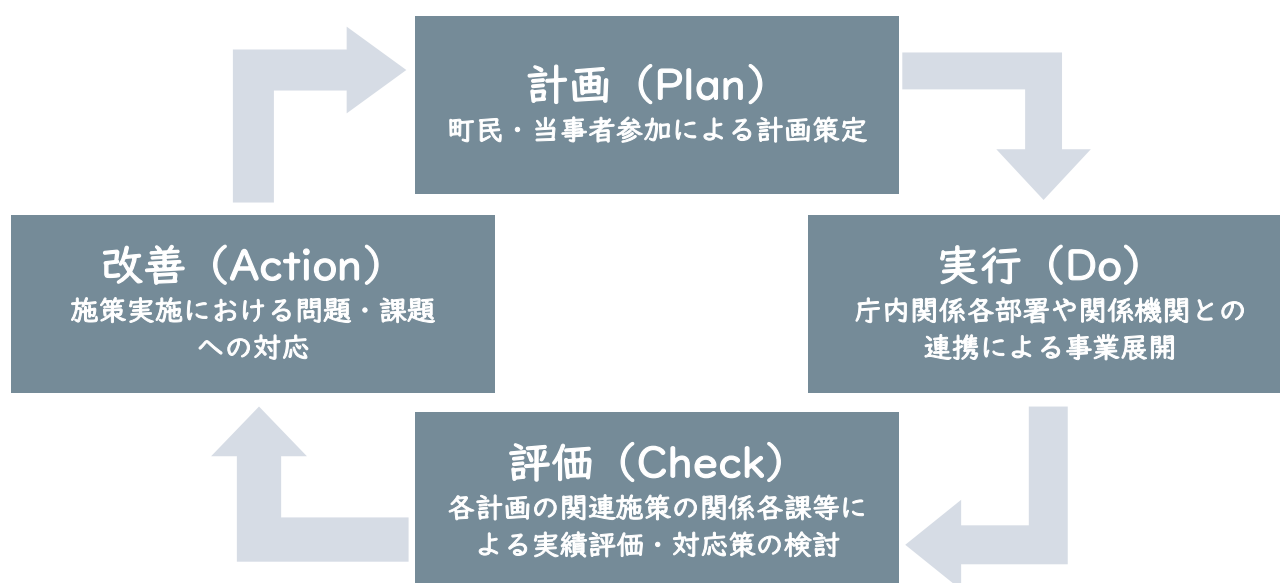 計画（Plan）
町民・当事者参加による計画策定
改善（Action）
施策実施における問題・課題
への対応
実行（Do）
庁内関係各部署や関係機関との
連携による事業展開
評価（Check）
各計画の関連施策の関係各課等に
よる実績評価・対応策の検討